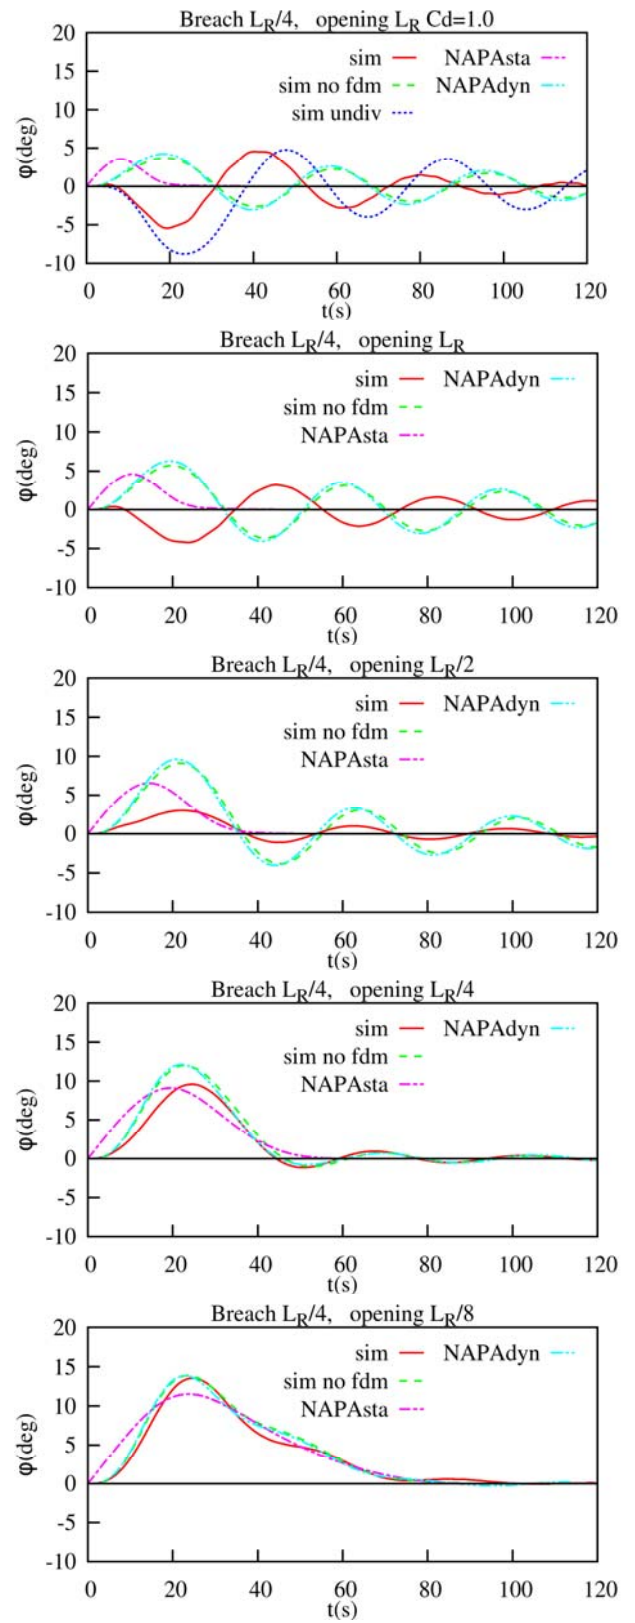 Breach L_R/4, opening L_R Cd=1.0
20
15
10
5
0
-5
-10
φ(deg)
sim
sim no fdm
sim undiv
NAPAsta
NAPAdyn
0 20 40 60 80 100 120
t(s)
Breach L_R/4, opening L_R
20
15
10
5
0
-5
-10
φ(deg)
sim
sim no fdm
NAPAsta
NAPAdyn
0 20 40 60 80 100 120
t(s)
Breach L_R/4, opening L_R/2
20
15
10
5
0
-5
-10
φ(deg)
sim
sim no fdm
NAPAsta
NAPAdyn
0 20 40 60 80 100 120
t(s)
Breach L_R/4, opening L_R/4
20
15
10
5
0
-5
-10
φ(deg)
sim
sim no fdm
NAPAsta
NAPAdyn
0 20 40 60 80 100 120
t(s)
Breach L_R/4, opening L_R/8
20
15
10
5
0
-5
-10
φ(deg)
sim
sim no fdm
NAPAsta
NAPAdyn
0 20 40 60 80 100 120
t(s)